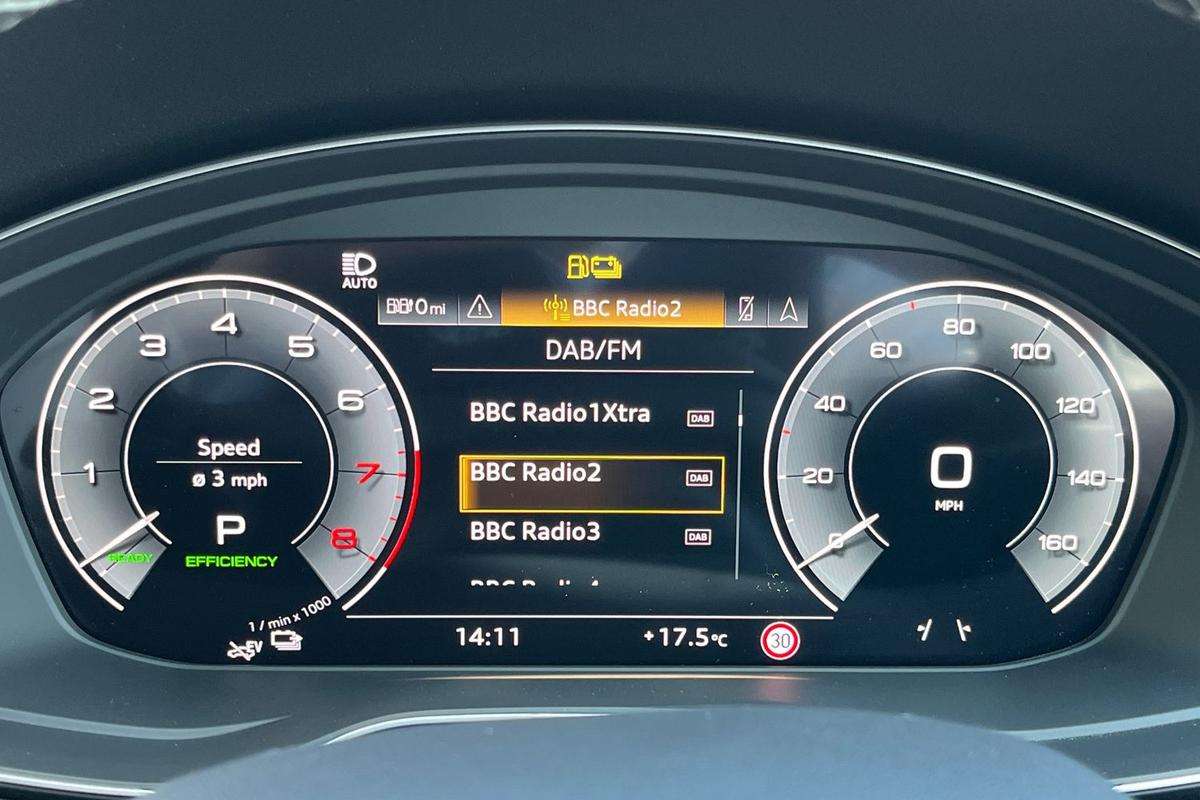 AUTO
0 mi
BBC Radio2
DAB/FM
BBC Radio1Xtra DAB
BBC Radio2 DAB
BBC Radio3 DAB
1
2
3
4
5
6
7
8
Speed
ø 3 mph
P
READY
EFFICIENCY
1 / min x 1000
EV
14:11
+17.5°C
30
0
20
40
60
80
100
120
140
160
0
MPH